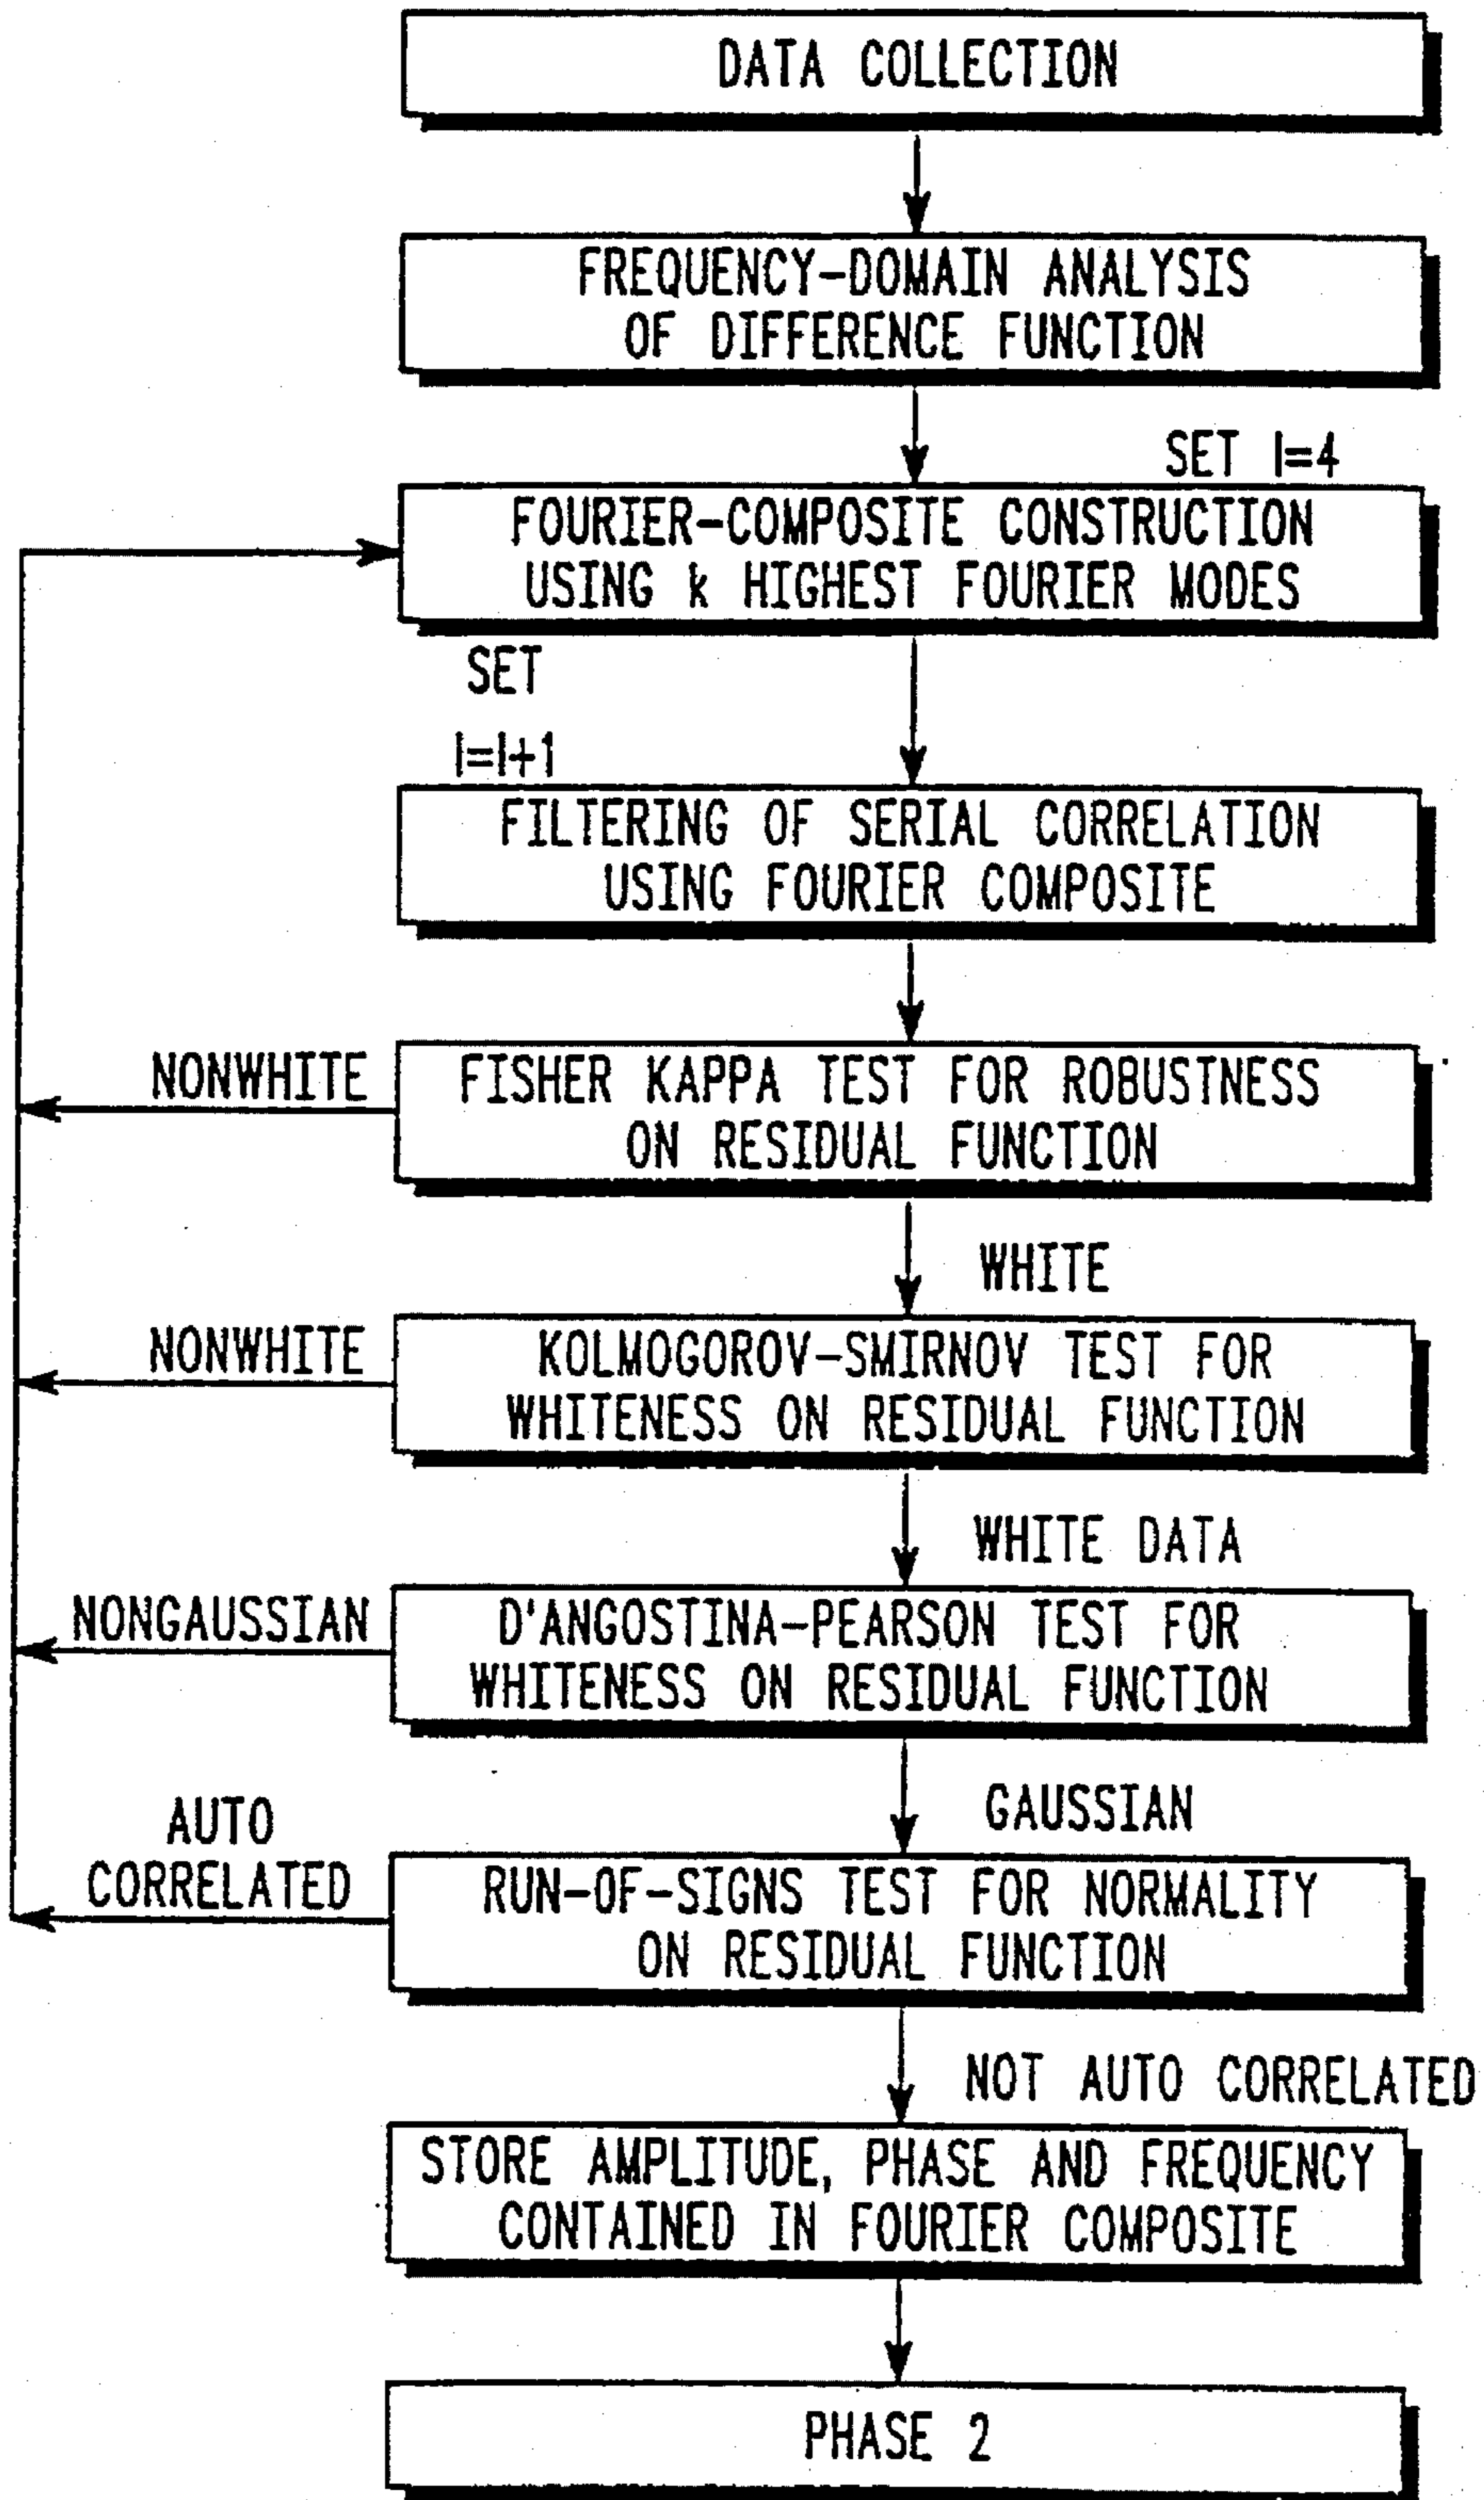 DATA COLLECTION
FREQUENCY-DOMAIN ANALYSIS
OF DIFFERENCE FUNCTION
SET I=4
FOURIER-COMPOSITE CONSTRUCTION
USING k HIGHEST FOURIER MODES
SET
I=I+1
FILTERING OF SERIAL CORRELATION
USING FOURIER COMPOSITE
NONWHITE
FISHER KAPPA TEST FOR ROBUSTNESS
ON RESIDUAL FUNCTION
WHITE
NONWHITE
KOLMOGOROV-SMIRNOV TEST FOR
WHITENESS ON RESIDUAL FUNCTION
WHITE DATA
NONGAUSSIAN
D'ANGOSTINA-PEARSON TEST FOR
WHITENESS ON RESIDUAL FUNCTION
GAUSSIAN
AUTO
CORRELATED
RUN-OF-SIGNS TEST FOR NORMALITY
ON RESIDUAL FUNCTION
NOT AUTO CORRELATED
STORE AMPLITUDE, PHASE AND FREQUENCY
CONTAINED IN FOURIER COMPOSITE
PHASE 2